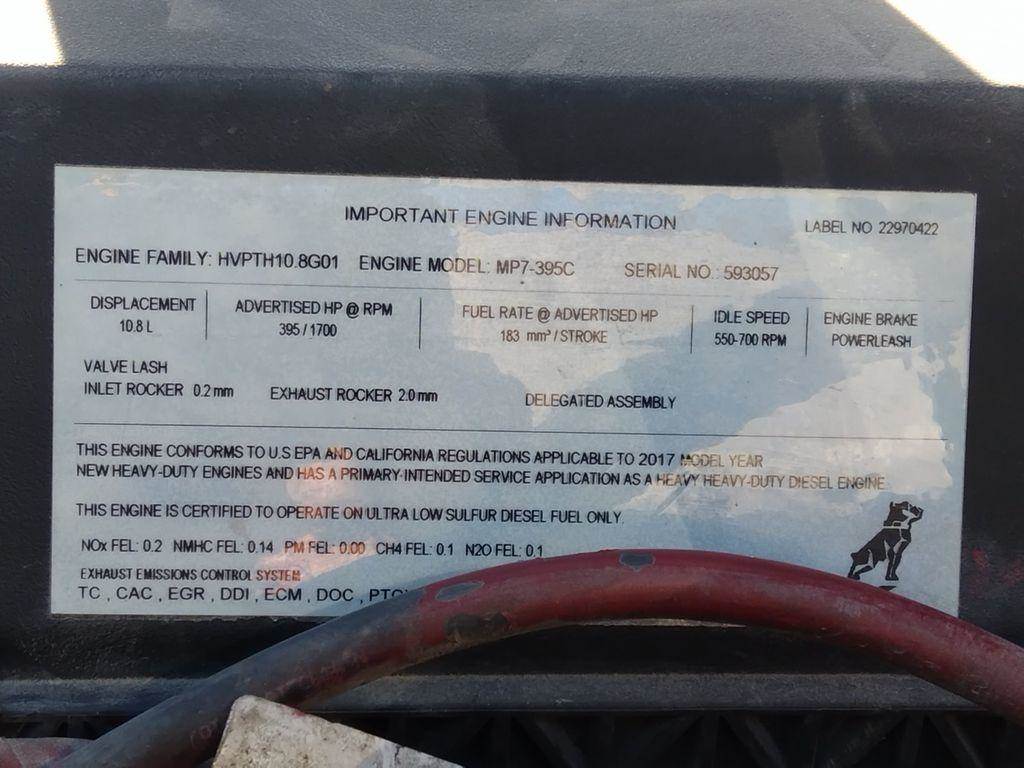 IMPORTANT ENGINE INFORMATION
LABEL NO 22970422
ENGINE FAMILY: HVPTH10.8G01 ENGINE MODEL: MP7-395C SERIAL NO.: 593057
DISPLACEMENT ADVERTISED HP @ RPM FUEL RATE @ ADVERTISED HP IDLE SPEED ENGINE BRAKE
10.8 L 395 / 1700 183 mm³ / STROKE 550-700 RPM POWERLEASH
VALVE LASH
INLET ROCKER 0.2 mm EXHAUST ROCKER 2.0 mm DELEGATED ASSEMBLY
THIS ENGINE CONFORMS TO U.S EPA AND CALIFORNIA REGULATIONS APPLICABLE TO 2017 MODEL YEAR
NEW HEAVY-DUTY ENGINES AND HAS A PRIMARY-INTENDED SERVICE APPLICATION AS A HEAVY HEAVY-DUTY DIESEL ENGINE
THIS ENGINE IS CERTIFIED TO OPERATE ON ULTRA LOW SULFUR DIESEL FUEL ONLY.
NOx FEL: 0.2 NMHC FEL: 0.14 PM FEL: 0.00 CH4 FEL: 0.1 N2O FEL: 0.1
EXHAUST EMISSIONS CONTROL SYSTEM
TC , CAC , EGR , DDI , ECM , DOC ,